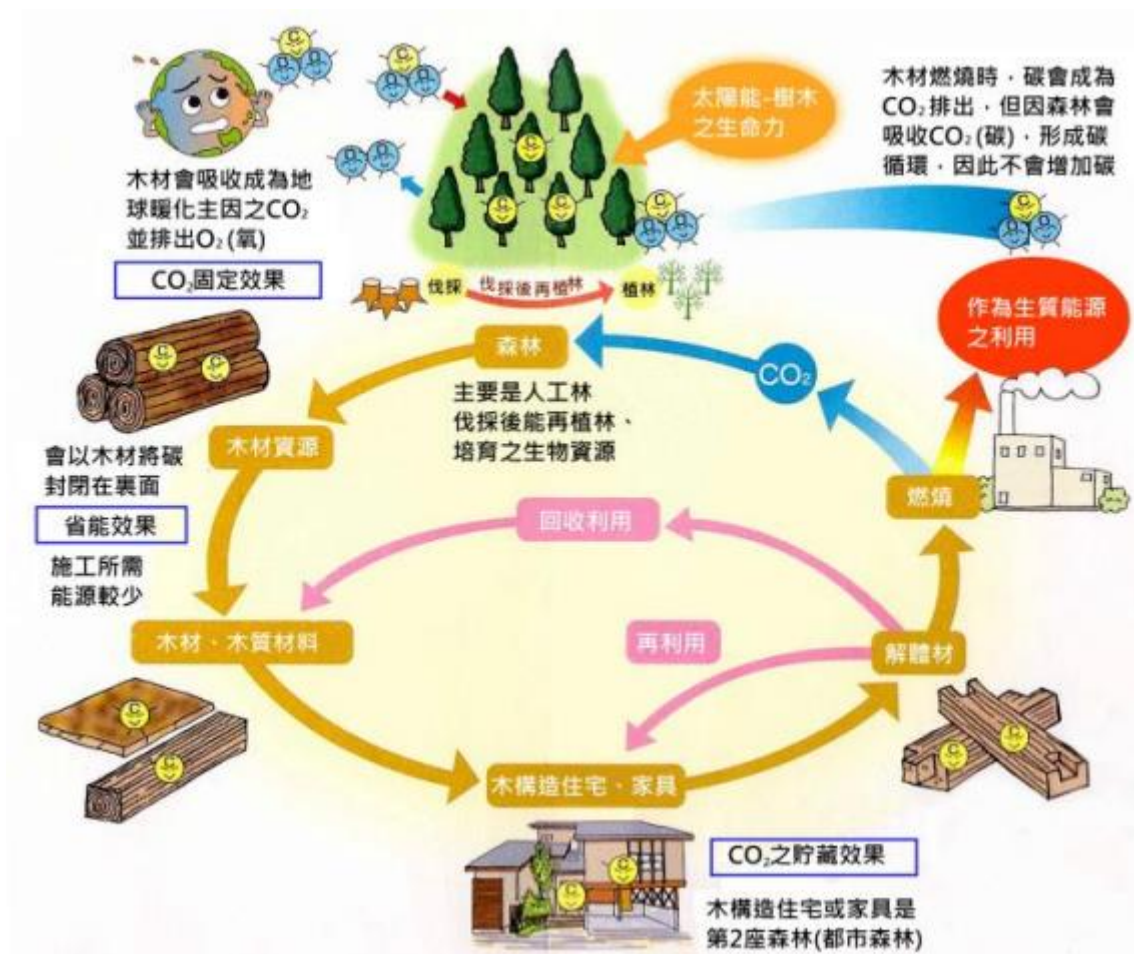 太陽能-樹木
之生命力
木材燃燒時，碳會成為
CO₂排出，但因森林會
吸收CO₂(碳)，形成碳
循環，因此不會增加碳
木材會吸收成為地
球暖化主因之CO₂
並排出O₂(氧)
CO₂固定效果
伐採
伐採後再植林
植林
作為生質能源
之利用
森林
CO₂
主要是人工林
伐採後能再植林、
培育之生物資源
木材資源
會以木材將碳
封閉在裏面
燃燒
省能效果
回收利用
施工所需
能源較少
木材、木質材料
再利用
解體材
木構造住宅、家具
CO₂之貯藏效果
木構造住宅或家具是
第2座森林(都市森林)